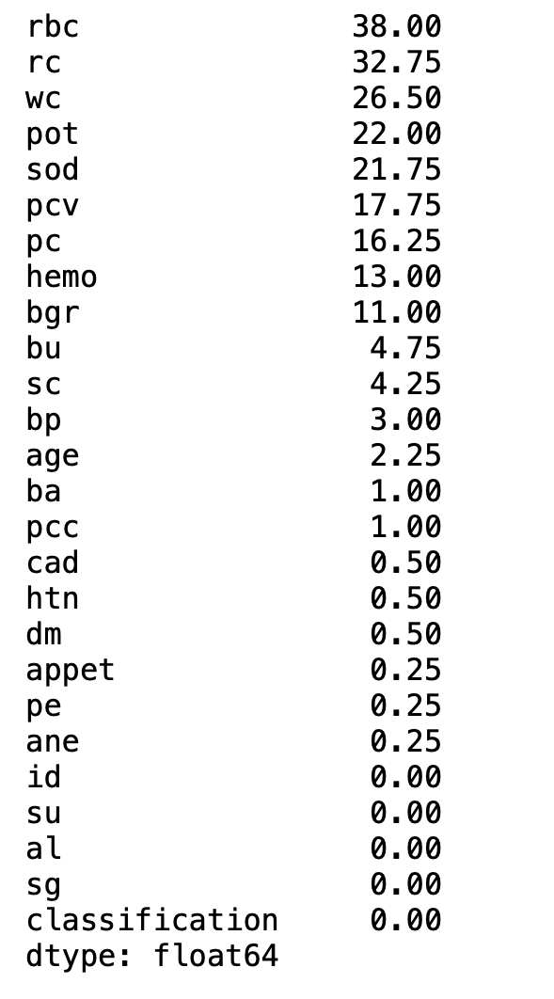 rbc 38.00
rc 32.75
wc 26.50
pot 22.00
sod 21.75
pcv 17.75
pc 16.25
hemo 13.00
bgr 11.00
bu 4.75
sc 4.25
bp 3.00
age 2.25
ba 1.00
pcc 1.00
cad 0.50
htn 0.50
dm 0.50
appet 0.25
pe 0.25
ane 0.25
id 0.00
su 0.00
al 0.00
sg 0.00
classification 0.00
dtype: float64